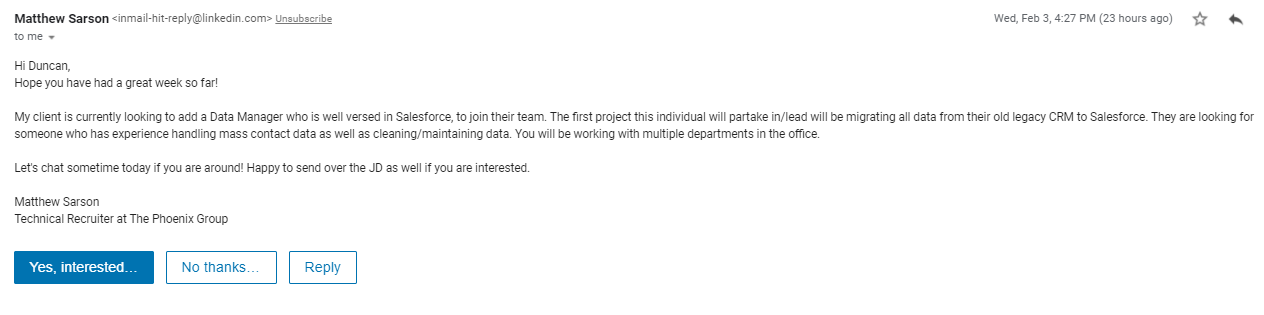 Matthew Sarson <inmail-hit-reply@linkedin.com> Unsubscribe Wed, Feb 3, 4:27 PM (23 hours ago)
to me
Hi Duncan,
Hope you have had a great week so far!
My client is currently looking to add a Data Manager who is well versed in Salesforce, to join their team. The first project this individual will partake in/lead will be migrating all data from their old legacy CRM to Salesforce. They are looking for
someone who has experience handling mass contact data as well as cleaning/maintaining data. You will be working with multiple departments in the office.
Let's chat sometime today if you are around! Happy to send over the JD as well if you are interested.
Matthew Sarson
Technical Recruiter at The Phoenix Group
Yes, interested... No thanks... Reply